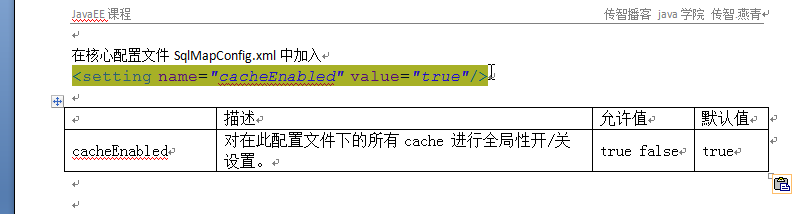 JavaEE 课程 传智播客 java 学院 传智.燕青
在核心配置文件 SqlMapConfig.xml 中加入
<setting name="cacheEnabled" value="true"/>
描述 允许值 默认值
cacheEnabled 对在此配置文件下的所有 cache 进行全局性开/关 true false true
设置。